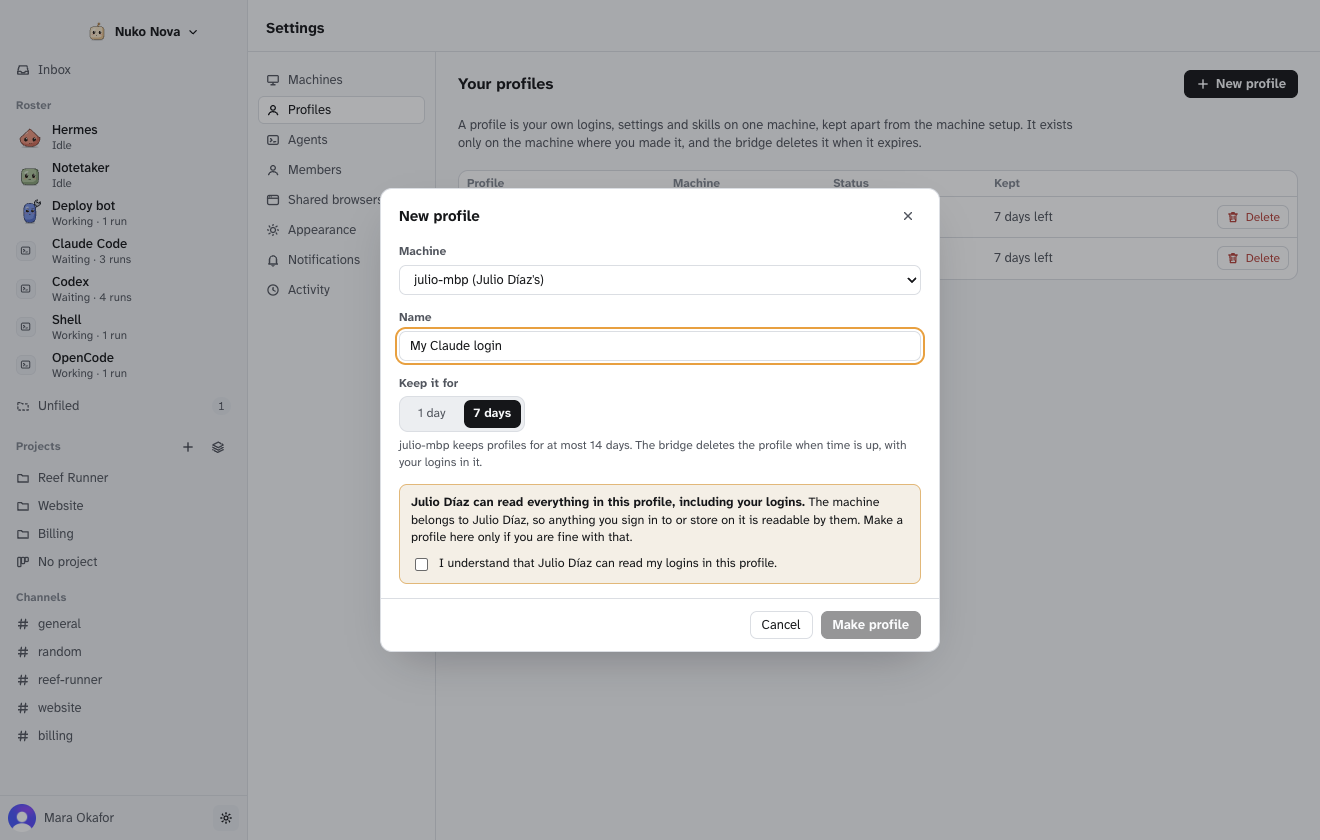 Nuko Nova
Inbox
Roster
Hermes
Idle
Notetaker
Idle
Deploy bot
Working · 1 run
Claude Code
Waiting · 3 runs
Codex
Waiting · 4 runs
Shell
Working · 1 run
OpenCode
Working · 1 run
Unfiled 1
Projects
Reef Runner
Website
Billing
No project
Channels
# general
# random
# reef-runner
# website
# billing
Mara Okafor
Settings
Machines
Profiles
Agents
Members
Shared browsers
Appearance
Notifications
Activity
Your profiles
+ New profile
A profile is your own logins, settings and skills on one machine, kept apart from the machine setup. It exists
only on the machine where you made it, and the bridge deletes it when it expires.
Profile Machine Status Kept
7 days left Delete
7 days left Delete
New profile
Machine
julio-mbp (Julio Díaz's)
Name
My Claude login
Keep it for
1 day 7 days
julio-mbp keeps profiles for at most 14 days. The bridge deletes the profile when time is up, with
your logins in it.
Julio Díaz can read everything in this profile, including your logins. The machine
belongs to Julio Díaz, so anything you sign in to or store on it is readable by them. Make a
profile here only if you are fine with that.
I understand that Julio Díaz can read my logins in this profile.
Cancel Make profile